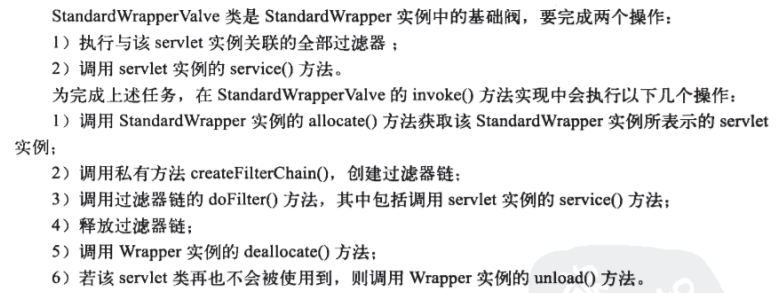 StandardWrapperValve 类是 StandardWrapper 实例中的基础阀，要完成两个操作：
1）执行与该 servlet 实例关联的全部过滤器；
2）调用 servlet 实例的 service() 方法。
为完成上述任务，在 StandardWrapperValve 的 invoke() 方法实现中会执行以下几个操作：
1）调用 StandardWrapper 实例的 allocate() 方法获取该 StandardWrapper 实例所表示的 servlet
实例；
2）调用私有方法 createFilterChain()，创建过滤器链；
3）调用过滤器链的 doFilter() 方法，其中包括调用 servlet 实例的 service() 方法；
4）释放过滤器链；
5）调用 Wrapper 实例的 deallocate() 方法；
6）若该 servlet 类再也不会被使用到，则调用 Wrapper 实例的 unload() 方法。